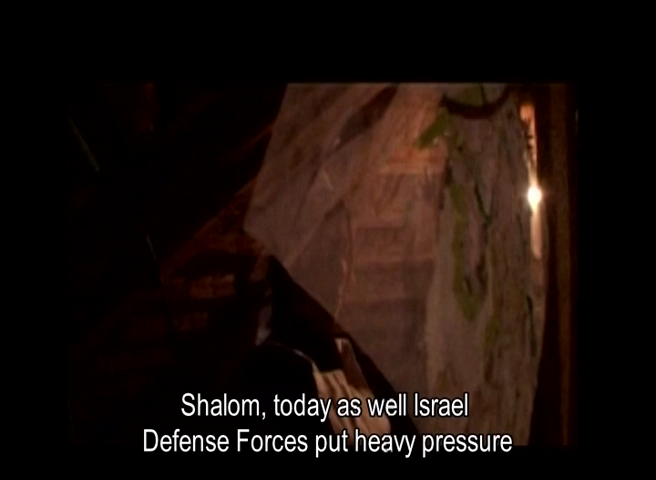 Shalom, today as well Israel
Defense Forces put heavy pressure